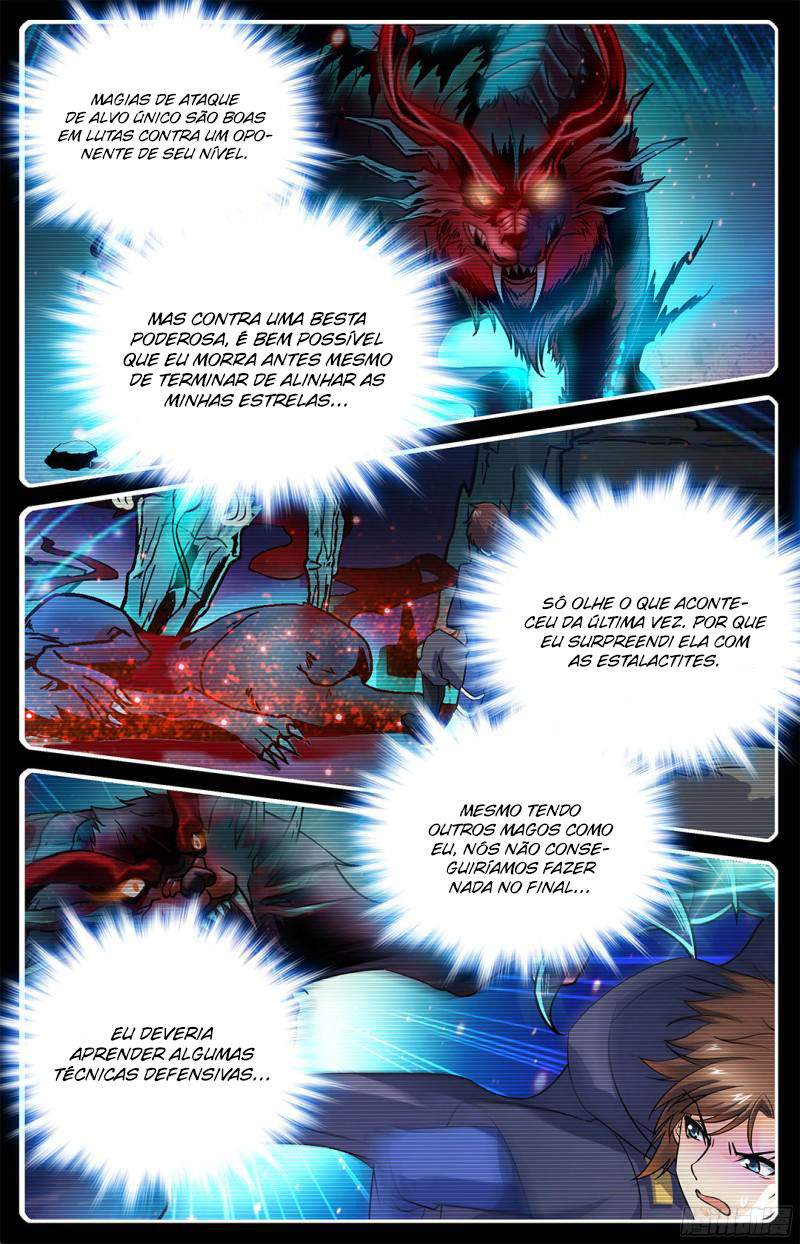 MAGIAS DE ATAQUE
DE ALVO ÚNICO SÃO BOAS
EM LUTAS CONTRA UM OPO-
NENTE DE SEU NÍVEL.
MAS CONTRA UMA BESTA
PODEROSA, É BEM POSSÍVEL
QUE EU MORRA ANTES MESMO
DE TERMINAR DE ALINHAR AS
MINHAS ESTRELAS...
SÓ OLHE O QUE ACONTE-
CEU DA ÚLTIMA VEZ. POR QUE
EU SURPREENDI ELA COM
AS ESTALACTITES.
MESMO TENDO
OUTROS MAGOS COMO
EU, NÓS NÃO CONSE-
GUIRÍAMOS FAZER
NADA NO FINAL...
EU DEVERIA
APRENDER ALGUMAS
TÉCNICAS DEFENSIVAS...